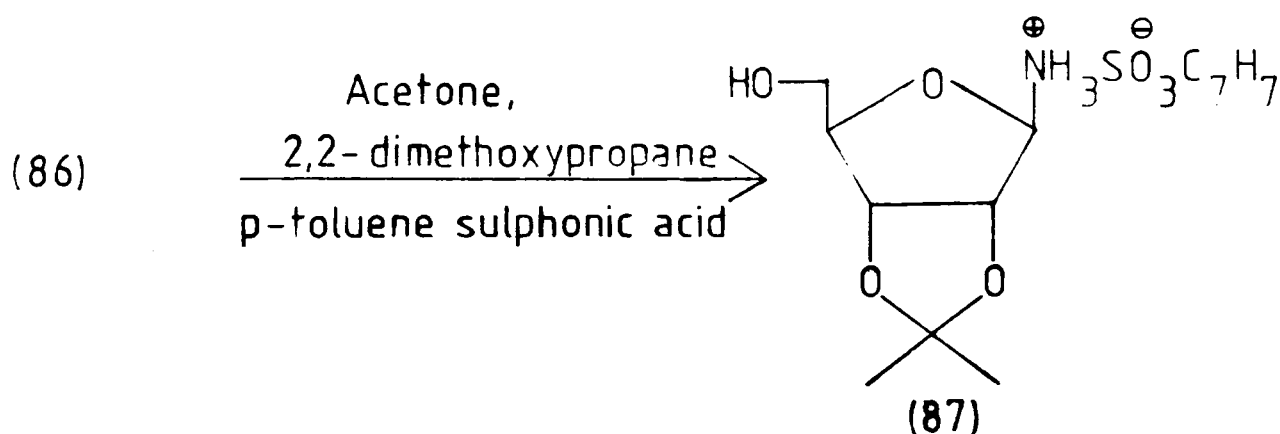 ⊕ ⊖
NH₃SO₃C₇H₇
HO O
Acetone,
2,2-dimethoxypropane
(86)
p-toluene sulphonic acid
O O
(87)